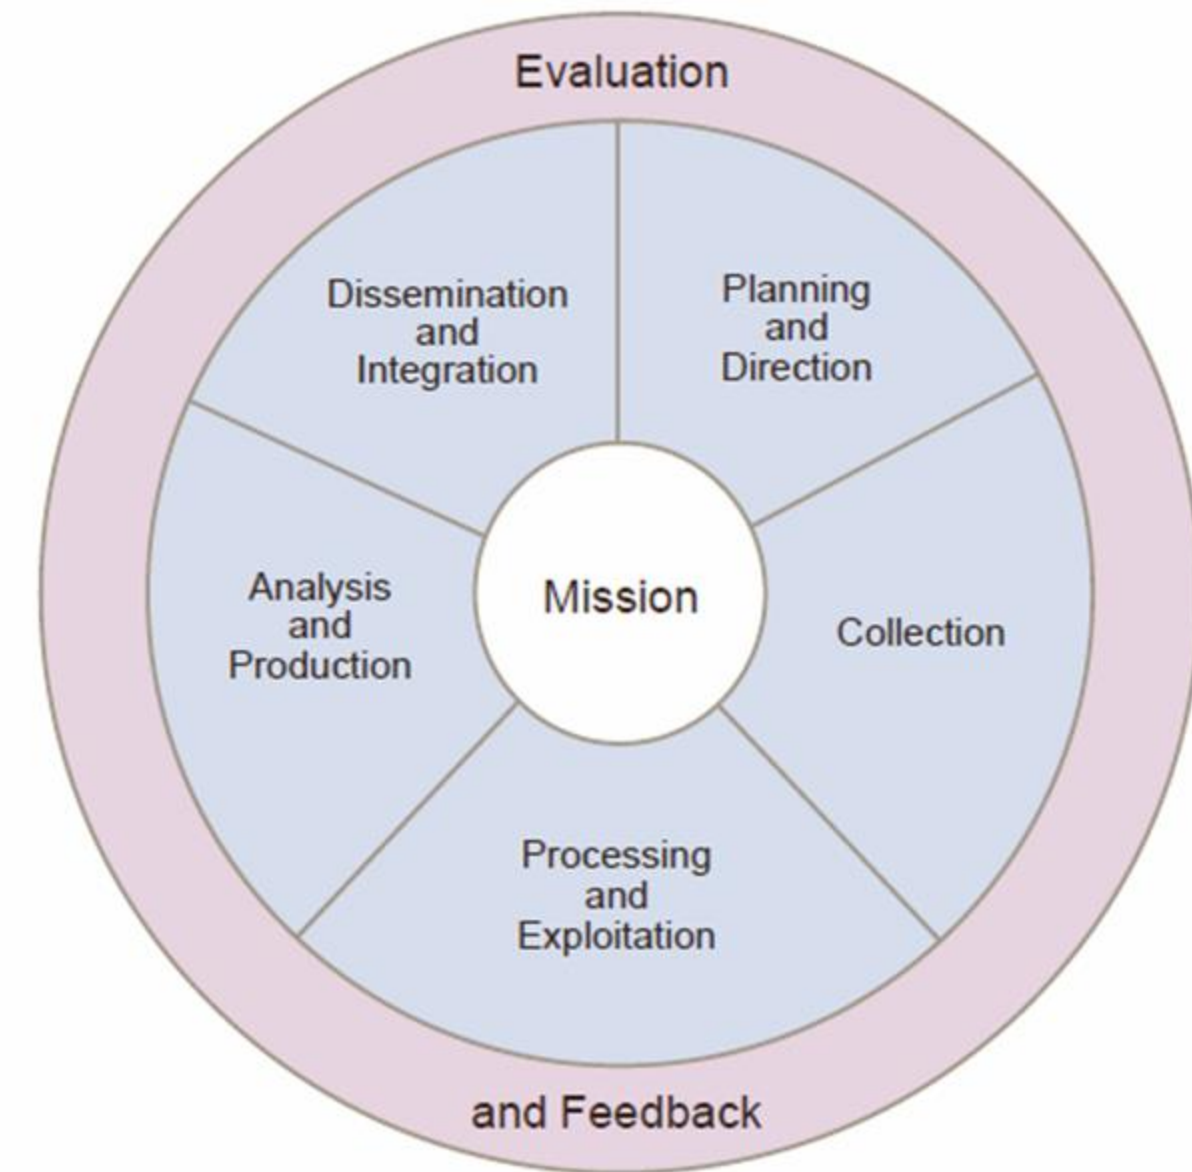 Evaluation
Dissemination
and
Integration
Planning
and
Direction
Analysis
and
Production
Mission
Collection
Processing
and
Exploitation
and Feedback